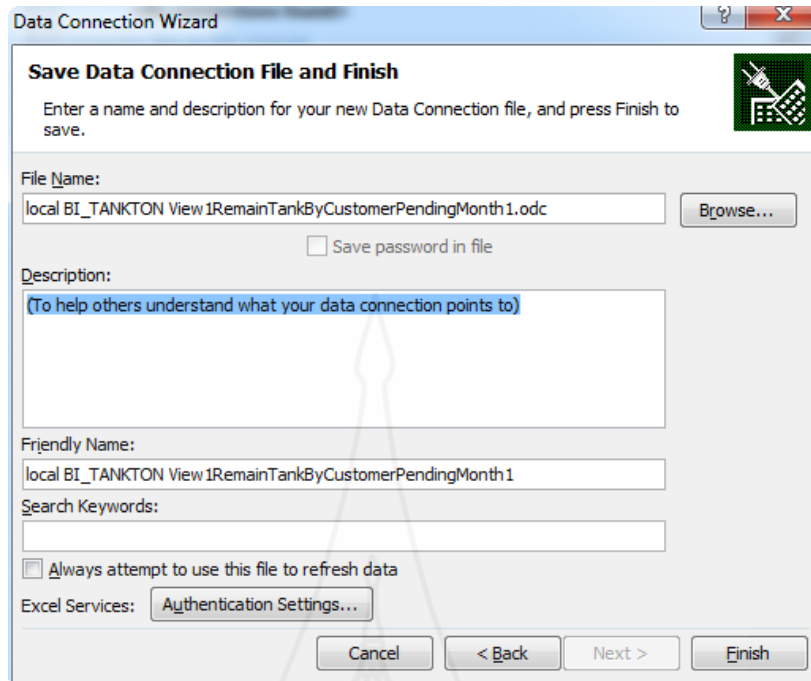 Data Connection Wizard
?
X
Save Data Connection File and Finish
Enter a name and description for your new Data Connection file, and press Finish to
save.
File Name:
local BI_TANKTON View1RemainTankByCustomerPendingMonth1.odc
Browse...
Save password in file
Description:
(To help others understand what your data connection points to)
Friendly Name:
local BI_TANKTON View1RemainTankByCustomerPendingMonth1
Search Keywords:
Always attempt to use this file to refresh data
Excel Services: Authentication Settings...
Cancel < Back Next > Finish